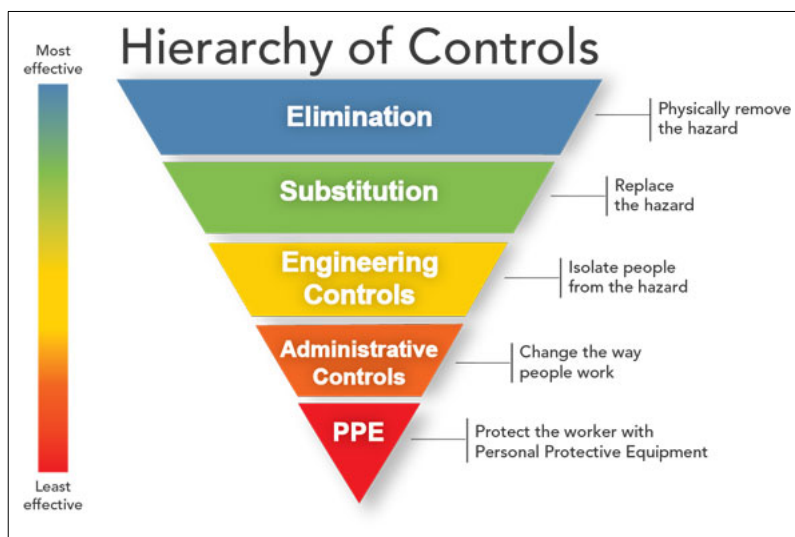 Hierarchy of Controls
Most
effective
Elimination
Physically remove
the hazard
Substitution
Replace
the hazard
Engineering
Controls
Isolate people
from the hazard
Administrative
Controls
Change the way
people work
PPE
Protect the worker with
Personal Protective Equipment
Least
effective